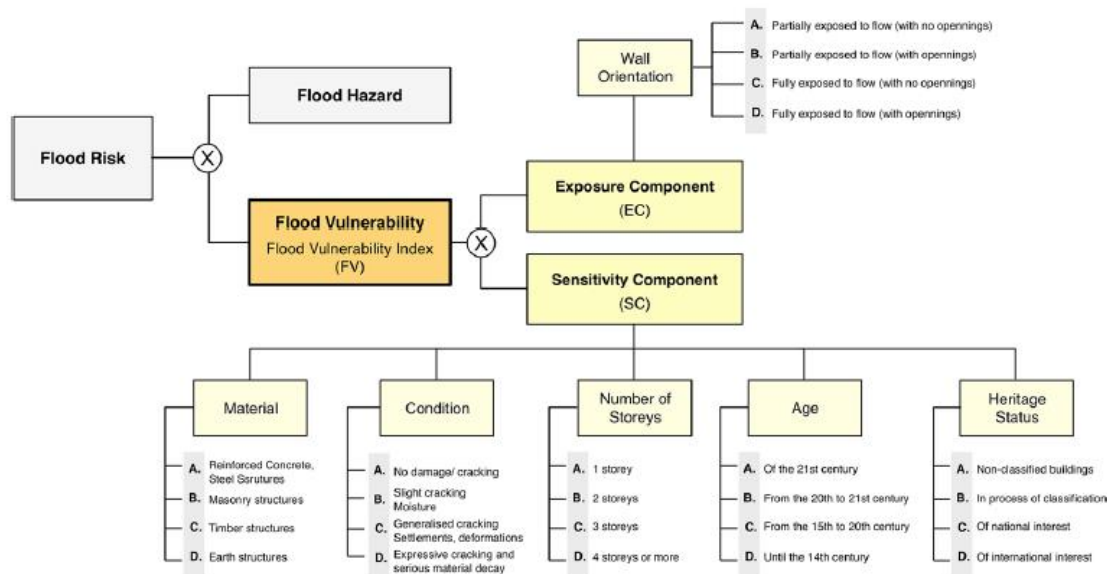 A. Partially exposed to flow (with no opennings)
B. Partially exposed to flow (with opennings)
C. Fully exposed to flow (with no opennings)
D. Fully exposed to flow (with opennings)
Wall
Orientation
Flood Hazard
Flood Risk
X
Exposure Component
(EC)
Flood Vulnerability
Flood Vulnerability Index
(FV)
X
Sensitivity Component
(SC)
Material
A. Reinforced Concrete,
Steel Ssrutures
B. Masonry structures
C. Timber structures
D. Earth structures
Condition
A. No damage/ cracking
B. Slight cracking
Moisture
C. Generalised cracking
Settlements, deformations
D. Expressive cracking and
serious material decay
Number of
Storeys
A. 1 storey
B. 2 storeys
C. 3 storeys
D. 4 storeys or more
Age
A. Of the 21st century
B. From the 20th to 21st century
C. From the 15th to 20th century
D. Until the 14th century
Heritage
Status
A. Non-classified buildings
B. In process of classification
C. Of national interest
D. Of international interest